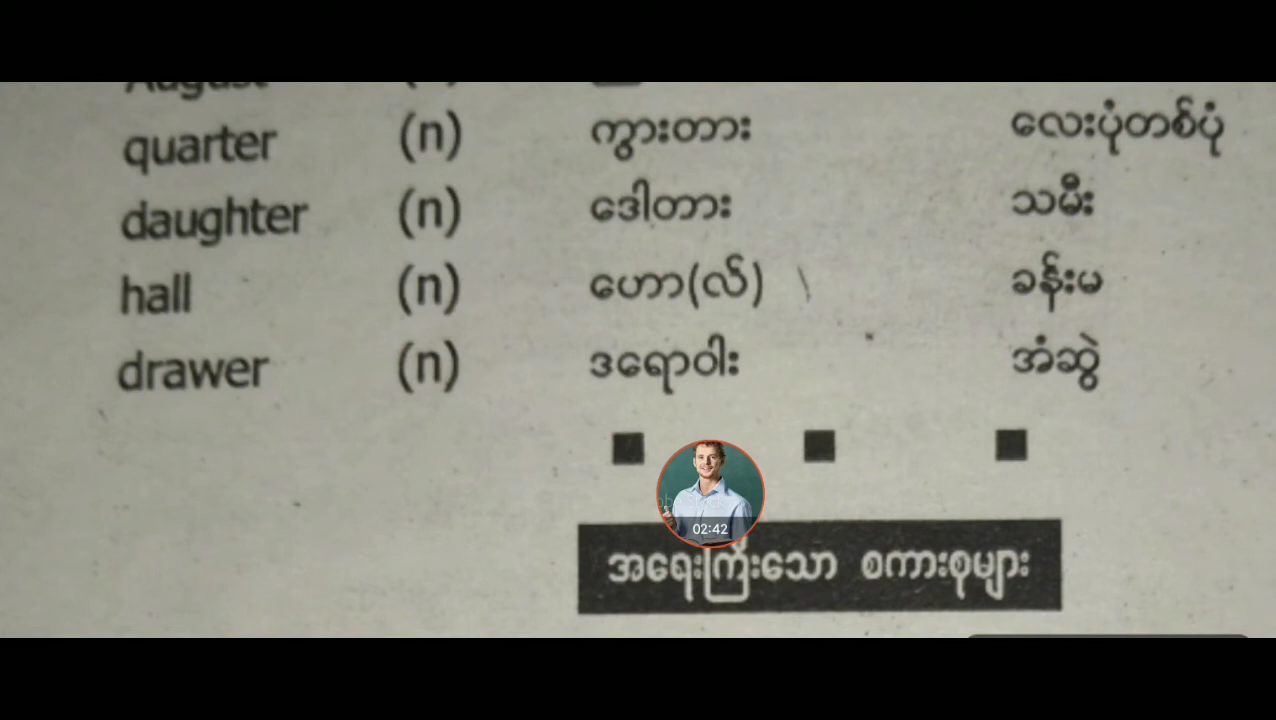 August
quarter (n) ကွားတား လေးပုံတစ်ပုံ
daughter (n) ဒေါတား သမီး
hall (n) ဟော(လ်) ခန်းမ
drawer (n) ဒရောဝါး အံဆွဲ
02:42
အရေးကြီးသော စကားစုများ